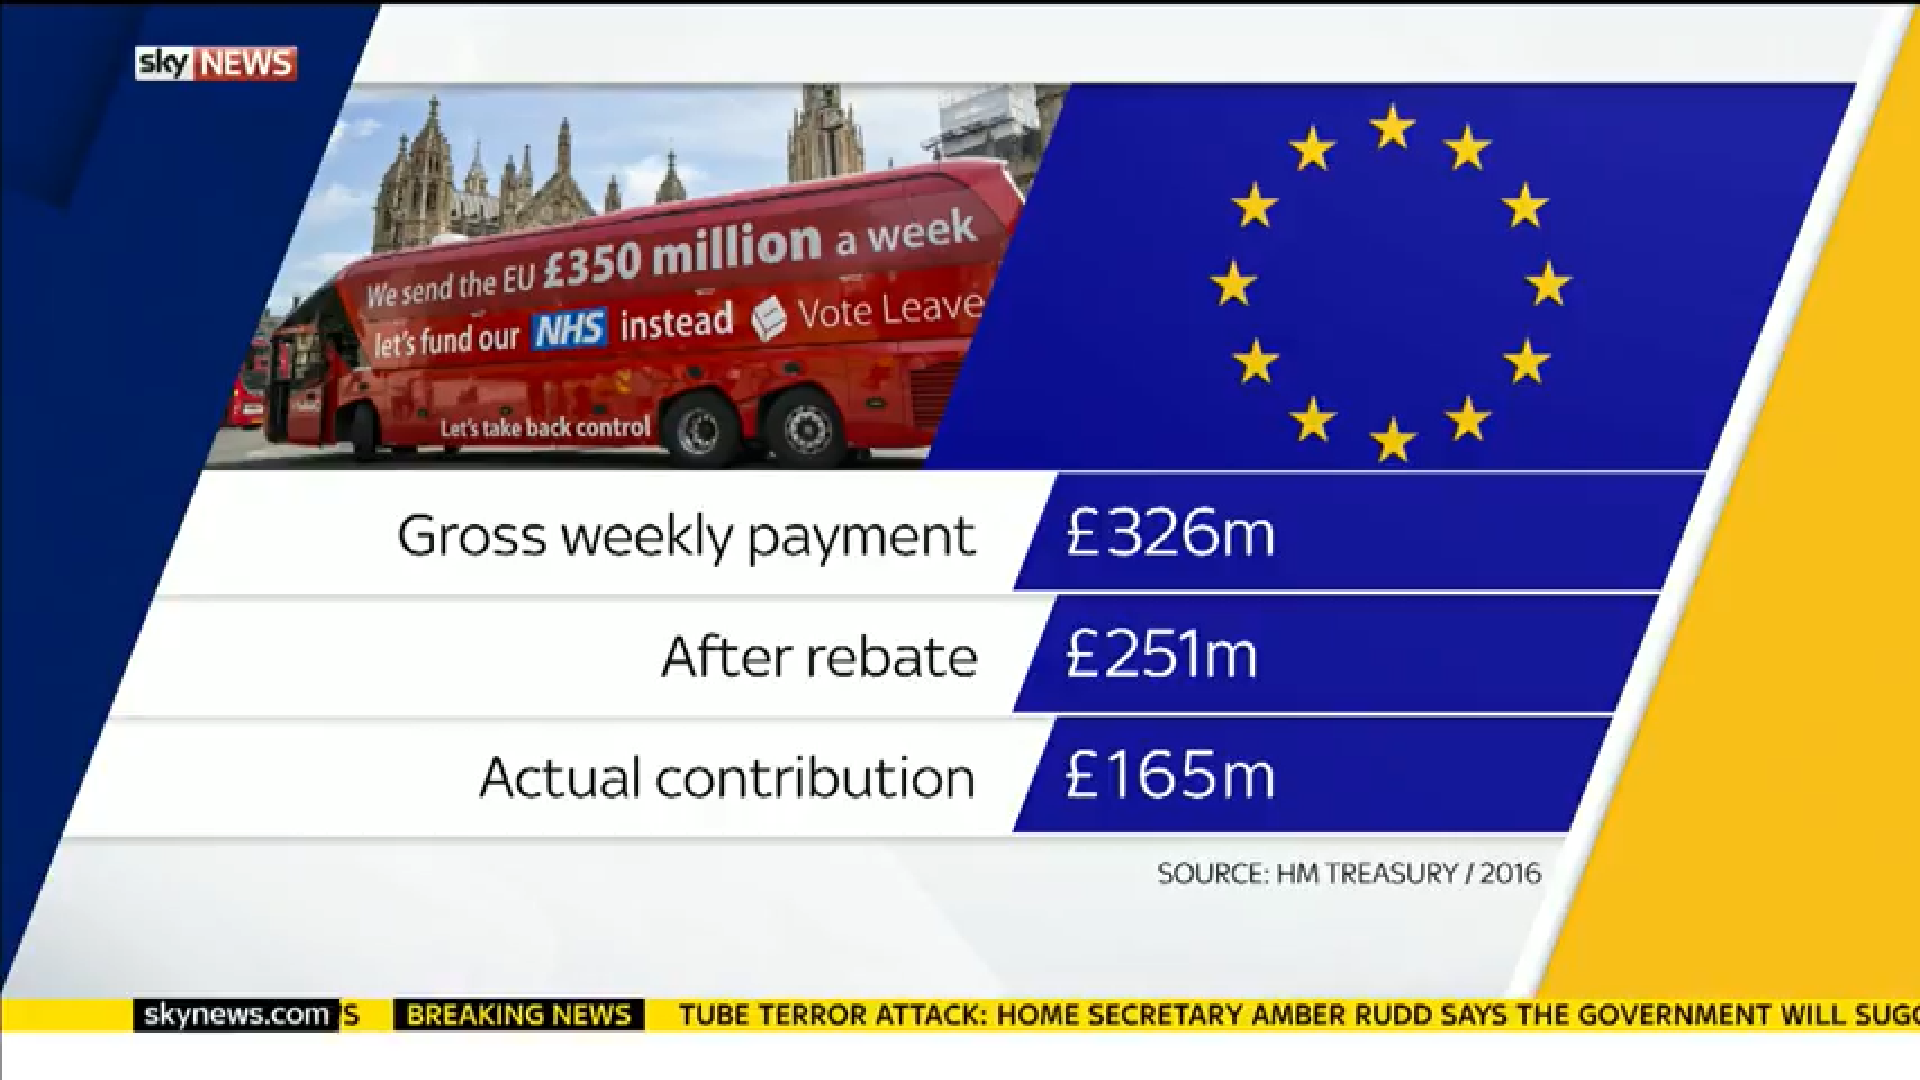 sky NEWS
We send the EU £350 million a week
let's fund our NHS instead Vote Leave
Let's take back control
Gross weekly payment £326m
After rebate £251m
Actual contribution £165m
SOURCE: HM TREASURY / 2016
skynews.com 'S BREAKING NEWS TUBE TERROR ATTACK: HOME SECRETARY AMBER RUDD SAYS THE GOVERNMENT WILL